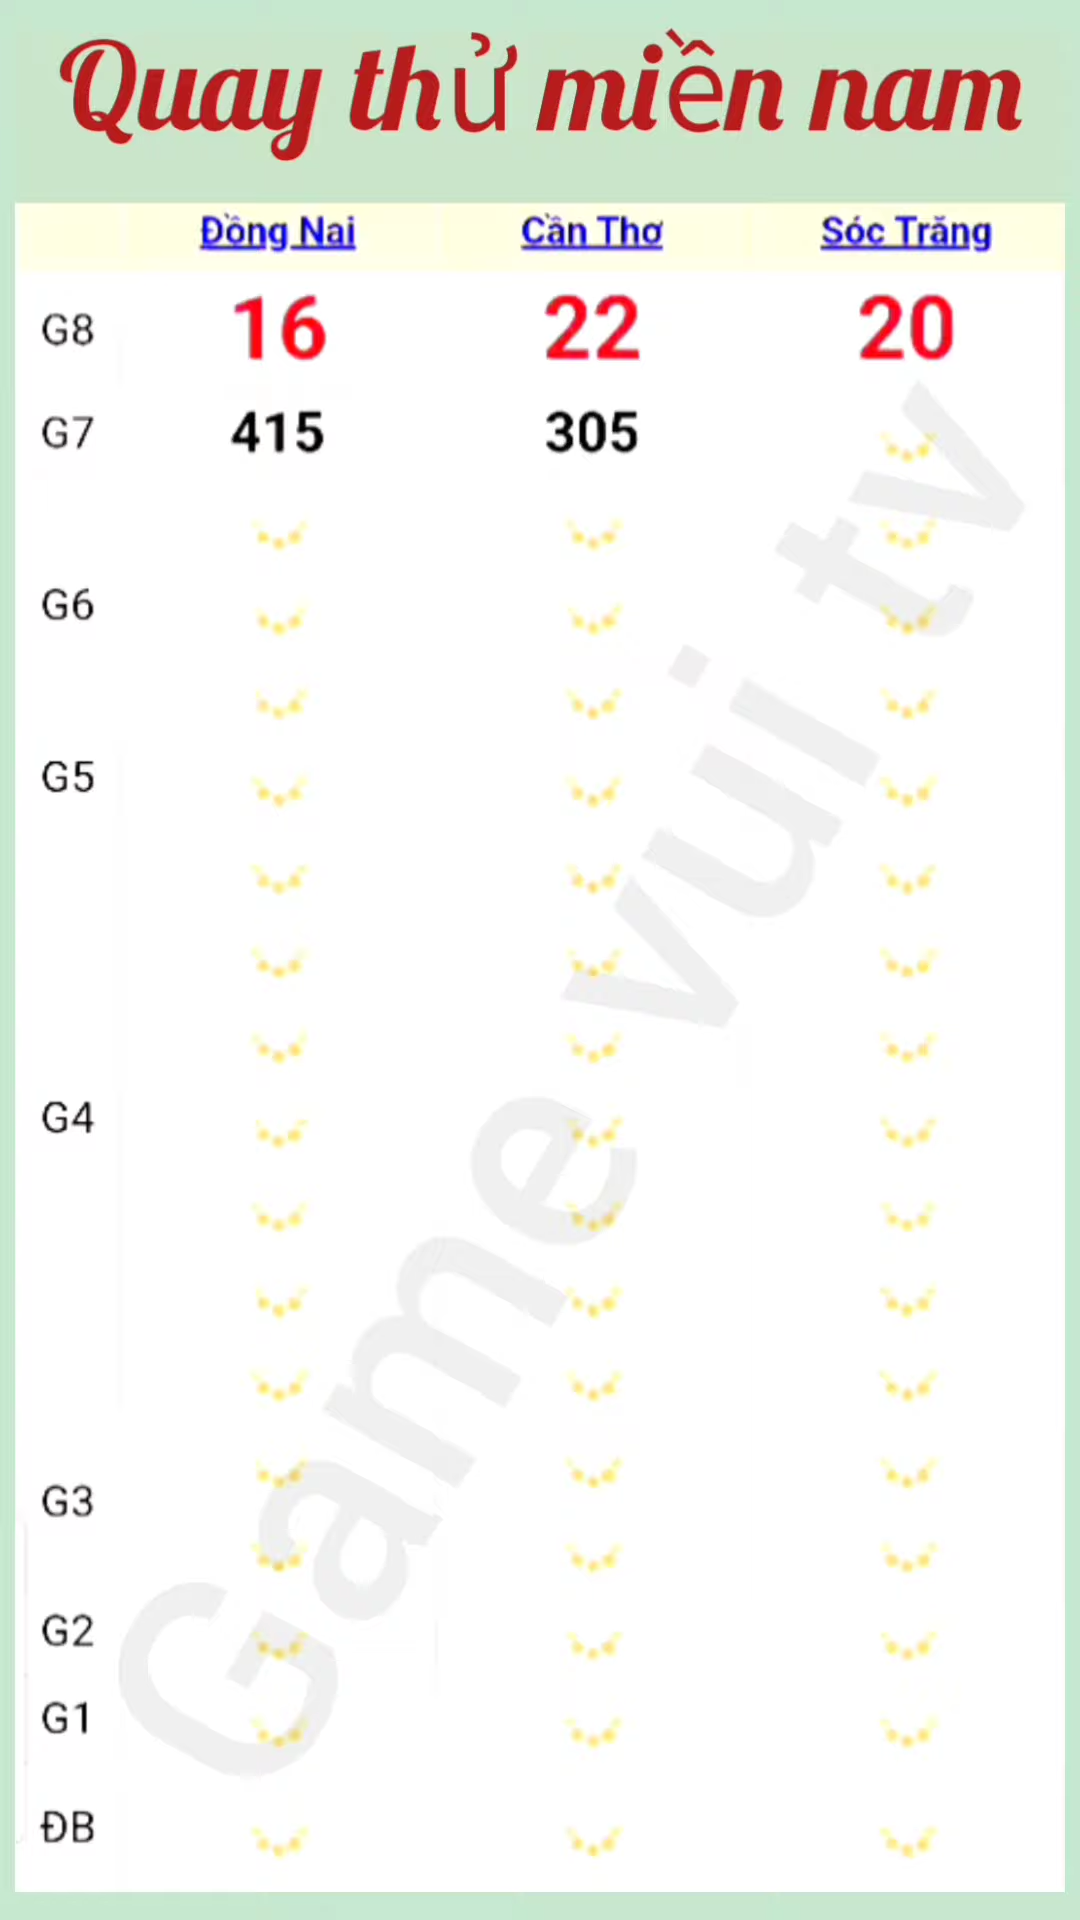 Quay thử miền nam
Đồng Nai Cần Thơ Sóc Trăng
G8 16 22 20
G7 415 305
G6
G5
G4
G3
G2
G1
ĐB
Game vui tv